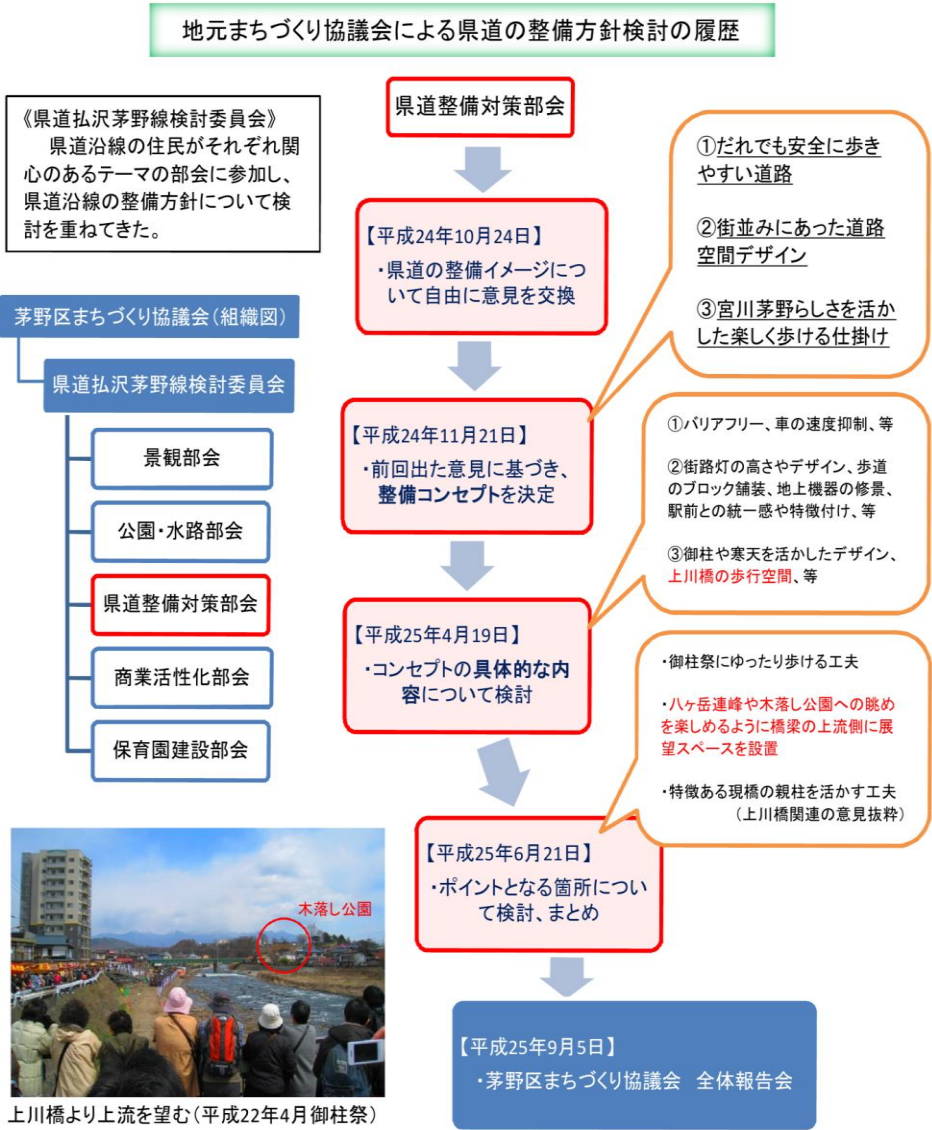 地元まちづくり協議会による県道の整備方針検討の履歴
《県道払沢茅野線検討委員会》
県道沿線の住民がそれぞれ関
心のあるテーマの部会に参加し、
県道沿線の整備方針について検
討を重ねてきた。
茅野区まちづくり協議会(組織図)
県道払沢茅野線検討委員会
景観部会
公園・水路部会
県道整備対策部会
商業活性化部会
保育園建設部会
県道整備対策部会
【平成24年10月24日】
・県道の整備イメージにつ
いて自由に意見を交換
【平成24年11月21日】
・前回出た意見に基づき、
整備コンセプトを決定
①だれでも安全に歩き
やすい道路
②街並みにあった道路
空間デザイン
③宮川茅野らしさを活か
した楽しく歩ける仕掛け
【平成25年4月19日】
・コンセプトの具体的な内
容について検討
①バリアフリー、車の速度抑制、等
②街路灯の高さやデザイン、歩道
のブロック舗装、地上機器の修景、
駅前との統一感や特徴付け、等
③御柱や寒天を活かしたデザイン、
上川橋の歩行空間、等
【平成25年6月21日】
・ポイントとなる箇所につい
て検討、まとめ
・御柱祭にゆったり歩ける工夫
・八ヶ岳連峰や木落し公園への眺め
を楽しめるように橋梁の上流側に展
望スペースを設置
・特徴ある現橋の親柱を活かす工夫
(上川橋関連の意見抜粋)
【平成25年9月5日】
・茅野区まちづくり協議会 全体報告会
木落し公園
上川橋より上流を望む(平成22年4月御柱祭)